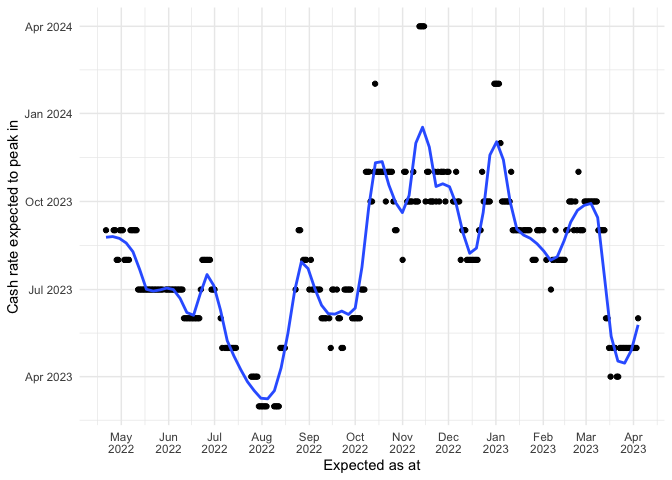 Apr 2024
Jan 2024
Oct 2023
Jul 2023
Apr 2023
Cash rate expected to peak in
May Jun Jul Aug Sep Oct Nov Dec Jan Feb Mar Apr
2022 2022 2022 2022 2022 2022 2022 2022 2023 2023 2023 2023
Expected as at